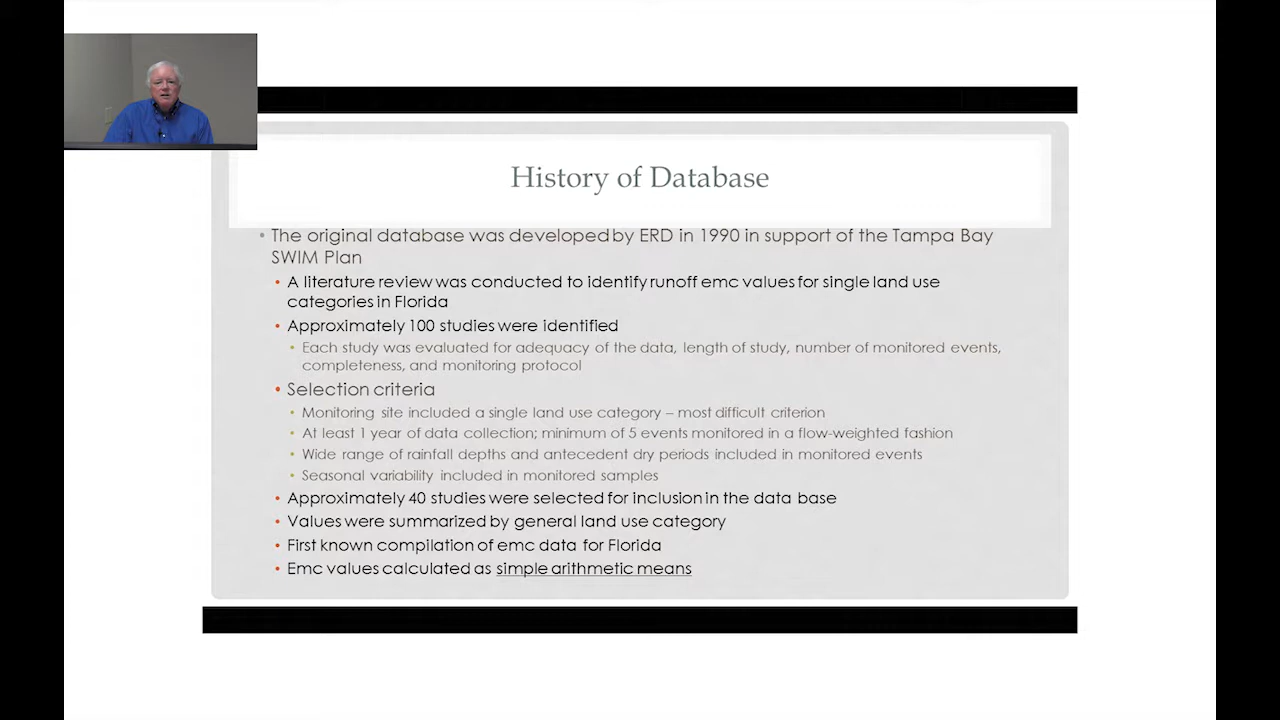 History of Database
• The original database was developed by ERD in 1990 in support of the Tampa Bay
SWIM Plan
• A literature review was conducted to identify runoff emc values for single land use
categories in Florida
• Approximately 100 studies were identified
• Each study was evaluated for adequacy of the data, length of study, number of monitored events,
completeness, and monitoring protocol
• Selection criteria
• Monitoring site included a single land use category – most difficult criterion
• At least 1 year of data collection; minimum of 5 events monitored in a flow-weighted fashion
• Wide range of rainfall depths and antecedent dry periods included in monitored events
• Seasonal variability included in monitored samples
• Approximately 40 studies were selected for inclusion in the data base
• Values were summarized by general land use category
• First known compilation of emc data for Florida
• Emc values calculated as simple arithmetic means